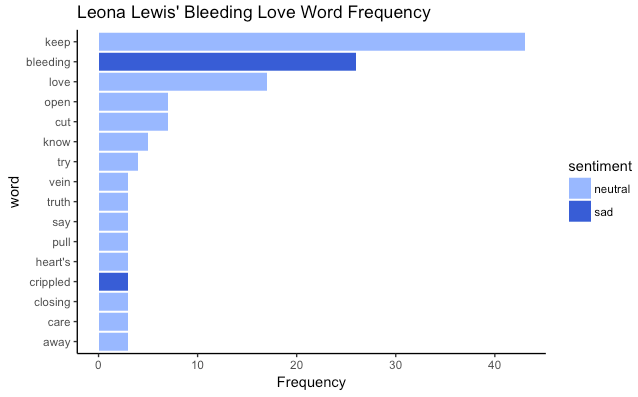 Leona Lewis' Bleeding Love Word Frequency
keep
bleeding
love
open
cut
know
try
vein
truth
say
pull
heart's
crippled
closing
care
away
word
0 10 20 30 40
Frequency
sentiment
neutral
sad